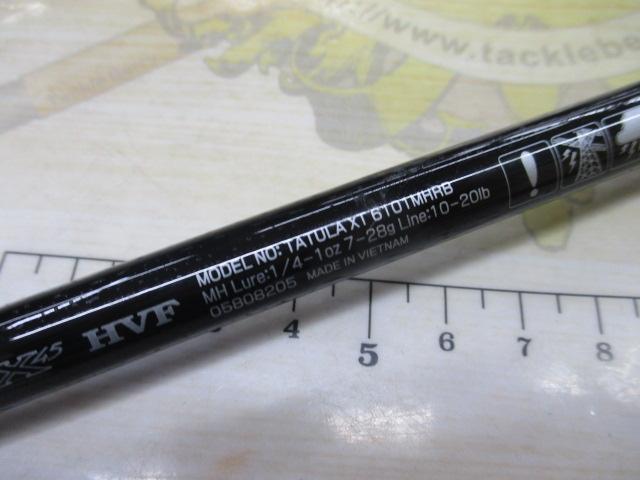 www.tacklebe
MODEL NO: TATULA XT 6101MHRB
MH Lure:1/4-1oz 7-28g Line:10-20lb
05808205 MADE IN VIETNAM
X45 HVF
4 5 6 7 8